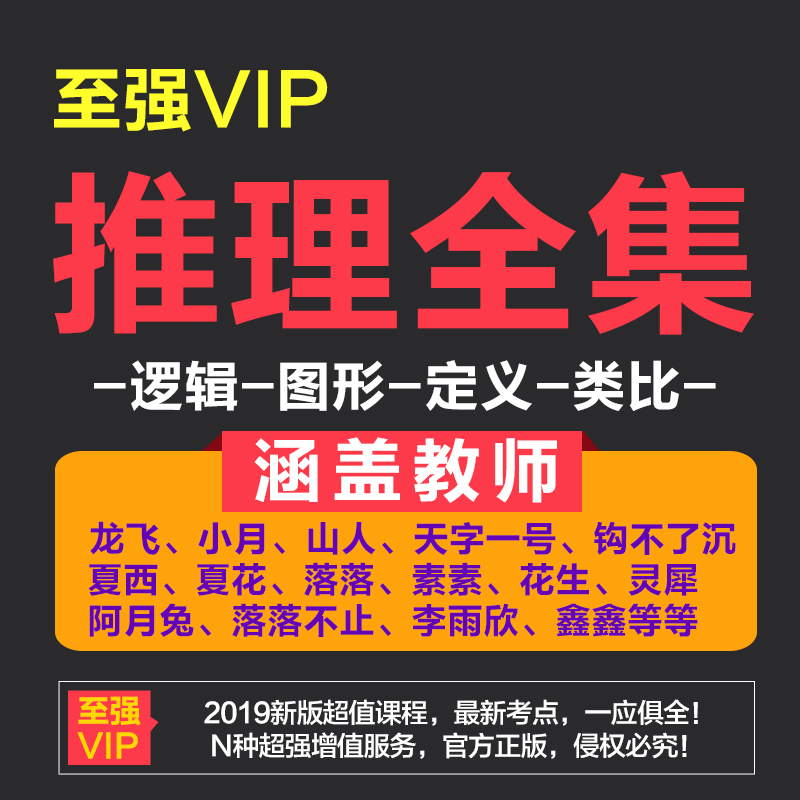 至强VIP
推理全集
—逻辑—图形—定义—类比—
涵盖教师
龙飞、小月、山人、天字一号、钩不了沉
夏西、夏花、落落、素素、花生、灵犀
阿月兔、落落不止、李雨欣、鑫鑫等等
至强
VIP
2019新版超值课程，最新考点，一应俱全！
N种超强增值服务，官方正版，侵权必究！